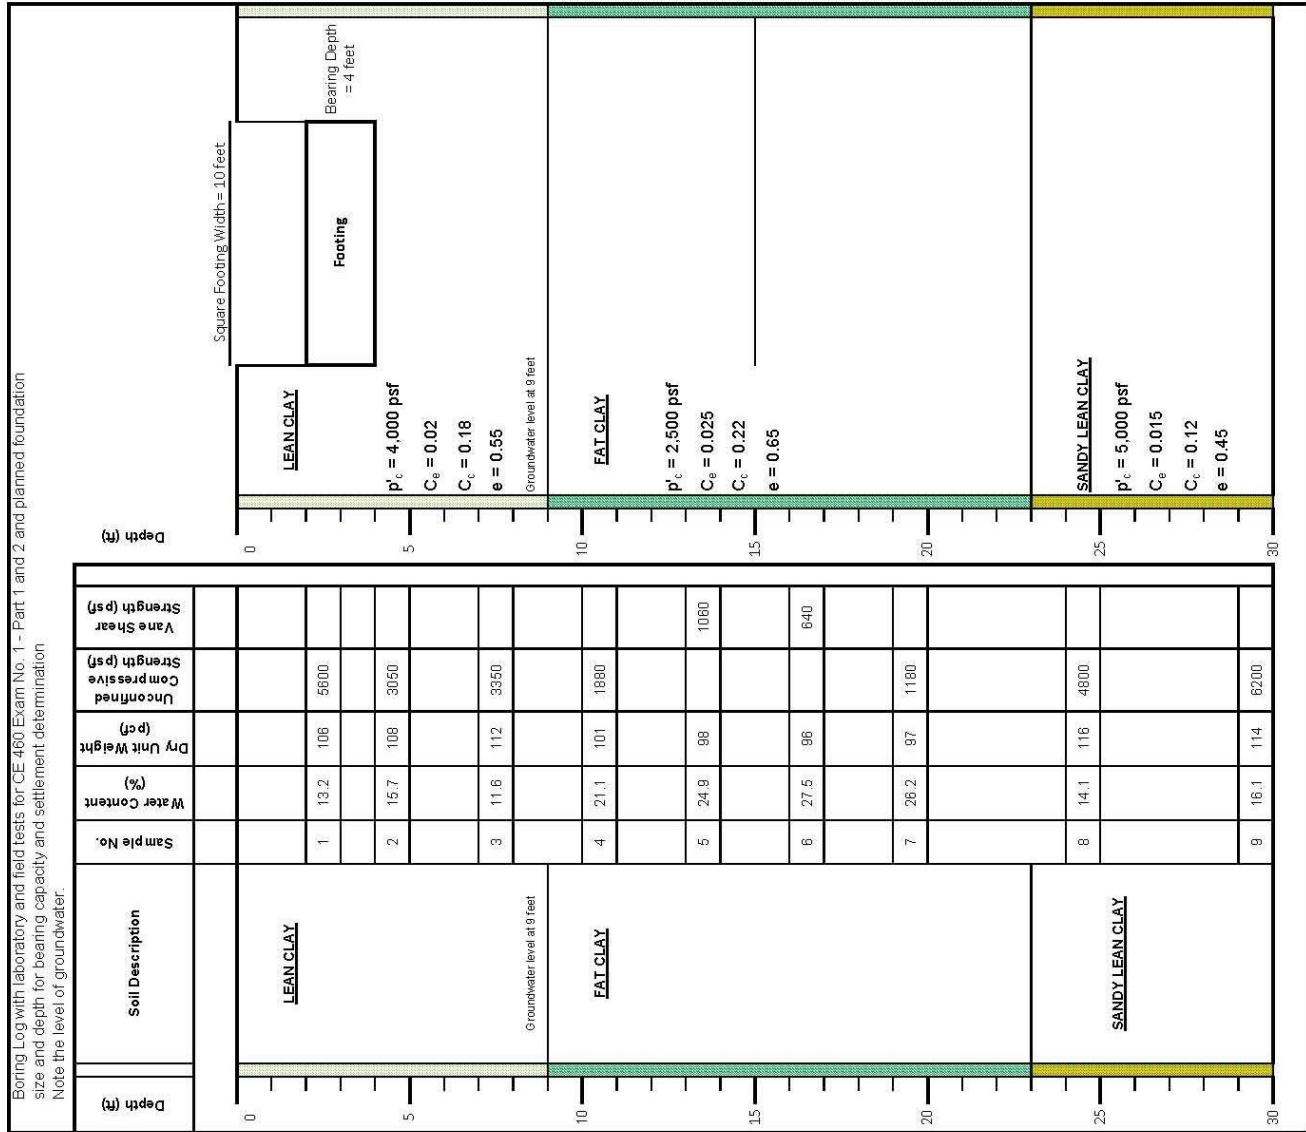 Boring Log with laboratory and field tests for CE 460 Exam No. 1 - Part 1 and 2 and planned foundation
size and depth for bearing capacity and settlement determination
Note the level of groundwater.
Depth (ft)
Soil Description
Sample No.
Water Content
(%)
Dry Unit Weight
(pcf)
Unconfined
Compressive
Strength (psf)
Vane Shear
Strength (psf)
Depth (ft)
0
5
10
15
20
25
30
LEAN CLAY
Groundwater level at 9 feet
FAT CLAY
SANDY LEAN CLAY
1 13.2 106 5800
2 15.7 108 3050
3 11.6 112 3350
4 21.1 101 1880
5 24.9 98 1060
6 27.5 96 640
7 26.2 97 1180
8 14.1 116 4800
9 16.1 114 6200
0
5
10
15
20
25
30
Square Footing Width = 10 feet
Footing
Bearing Depth
= 4 feet
LEAN CLAY
p'c = 4,000 psf
Ce = 0.02
Cc = 0.18
e = 0.55
Groundwater level at 9 feet
FAT CLAY
p'c = 2,500 psf
Ce = 0.025
Cc = 0.22
e = 0.65
SANDY LEAN CLAY
p'c = 5,000 psf
Ce = 0.015
Cc = 0.12
e = 0.45